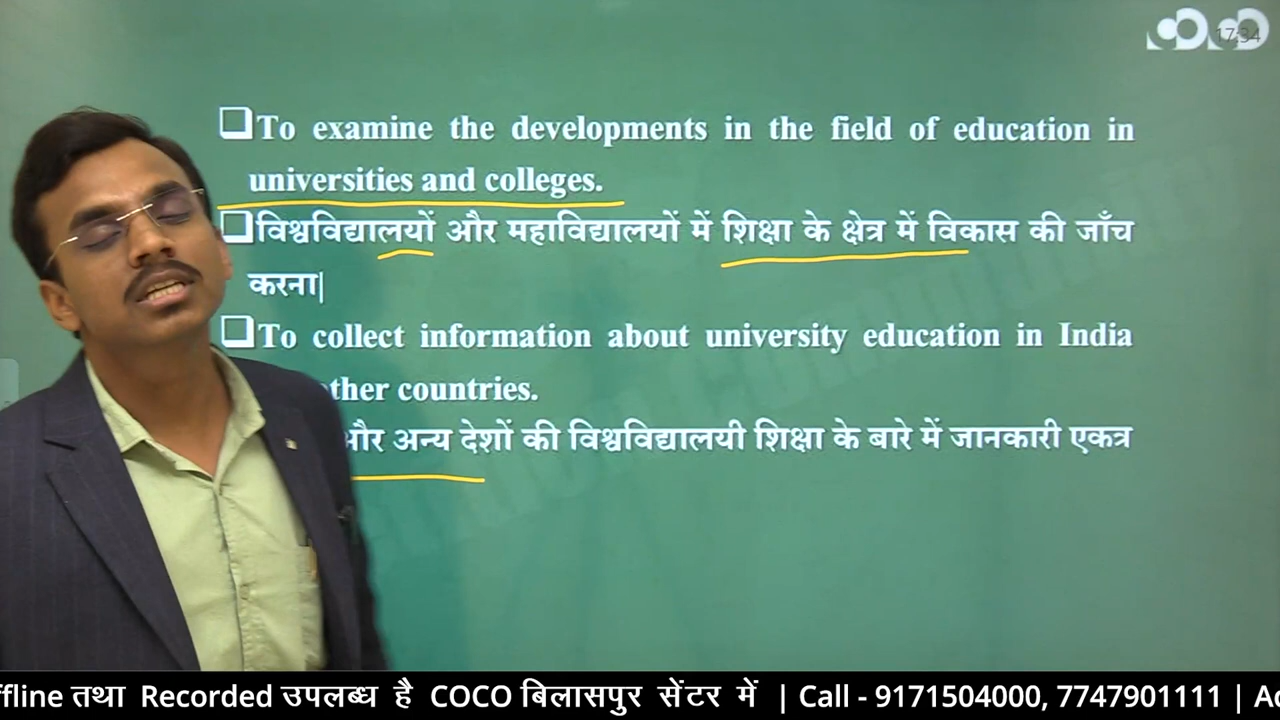 17:34
❑To examine the developments in the field of education in
universities and colleges.
❑विश्वविद्यालयों और महाविद्यालयों में शिक्षा के क्षेत्र में विकास की जाँच
करना|
❑To collect information about university education in India
other countries.
और अन्य देशों की विश्वविद्यालयी शिक्षा के बारे में जानकारी एकत्र
तथा Recorded उपलब्ध है COCO बिलासपुर सेंटर में | Call - 9171504000, 7747901111 |